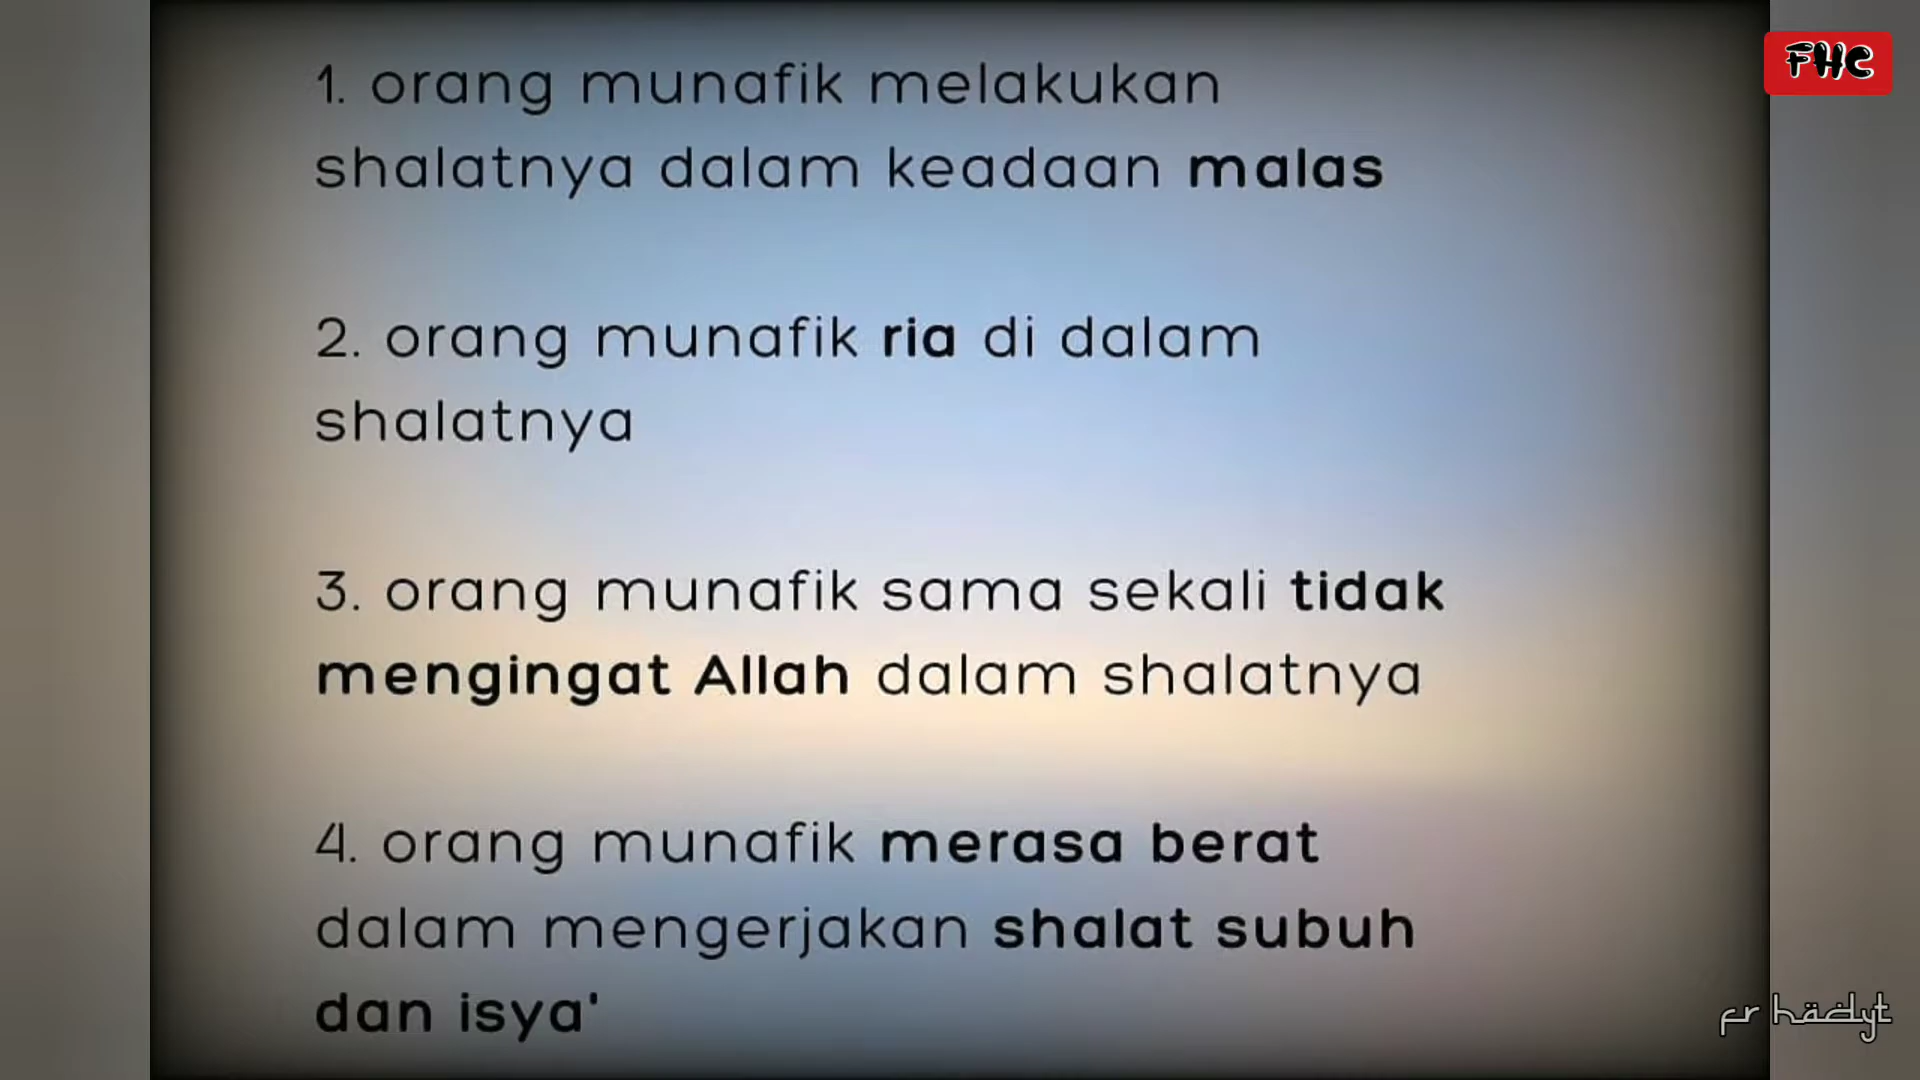 FHC
1. orang munafik melakukan
shalatnya dalam keadaan malas
2. orang munafik ria di dalam
shalatnya
3. orang munafik sama sekali tidak
mengingat Allah dalam shalatnya
4. orang munafik merasa berat
dalam mengerjakan shalat subuh
dan isya'
fr hädyt